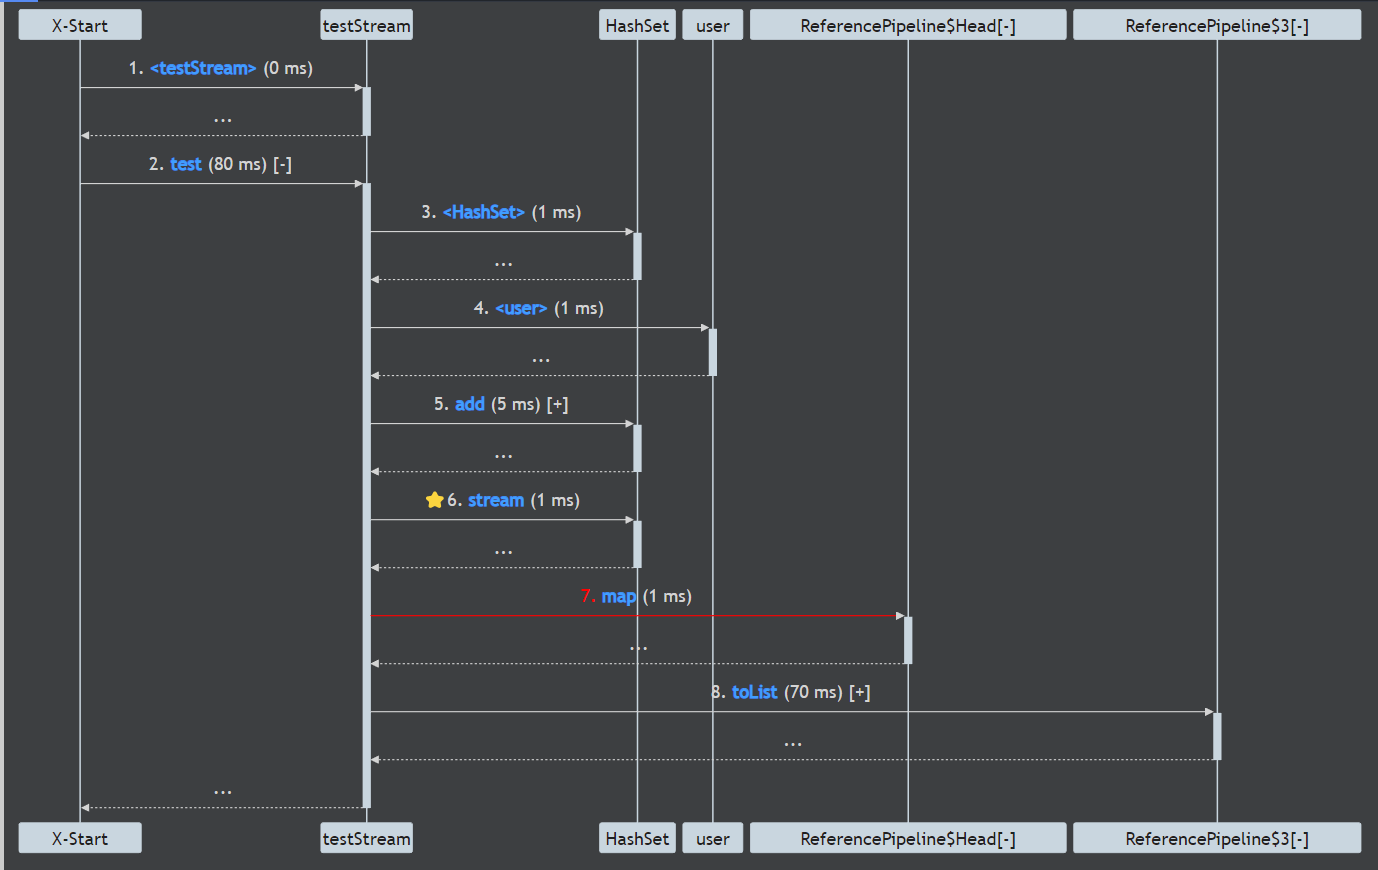 X-Start testStream HashSet user ReferencePipeline$Head[-] ReferencePipeline$3[-]
1. <testStream> (0 ms)
...
2. test (80 ms) [-]
3. <HashSet> (1 ms)
...
4. <user> (1 ms)
...
5. add (5 ms) [+]
...
6. stream (1 ms)
...
7. map (1 ms)
...
8. toList (70 ms) [+]
...
...
X-Start testStream HashSet user ReferencePipeline$Head[-] ReferencePipeline$3[-]